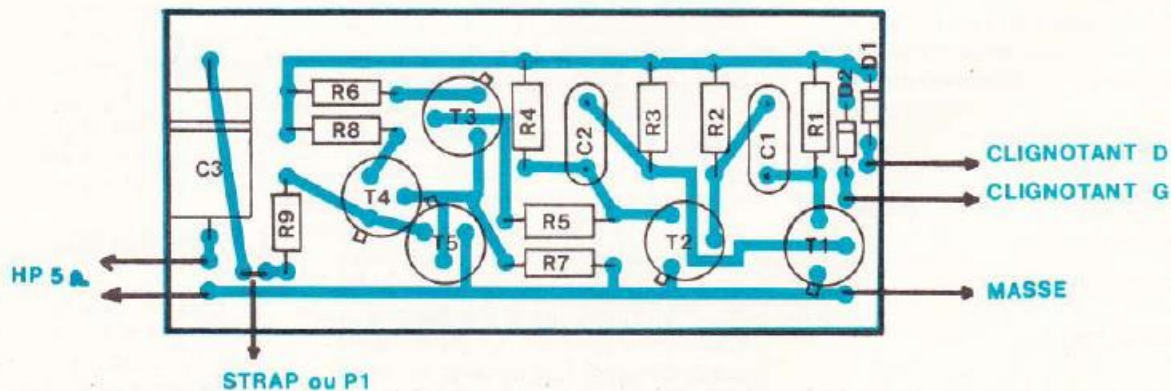 D1
D2
R6
T3
R4
C2
R3
R2
C1
R1
R8
C3
T4
R9
R5
T5
R7
T2
T1
CLIGNOTANT D
CLIGNOTANT G
HP 5 Ω
MASSE
STRAP ou P1